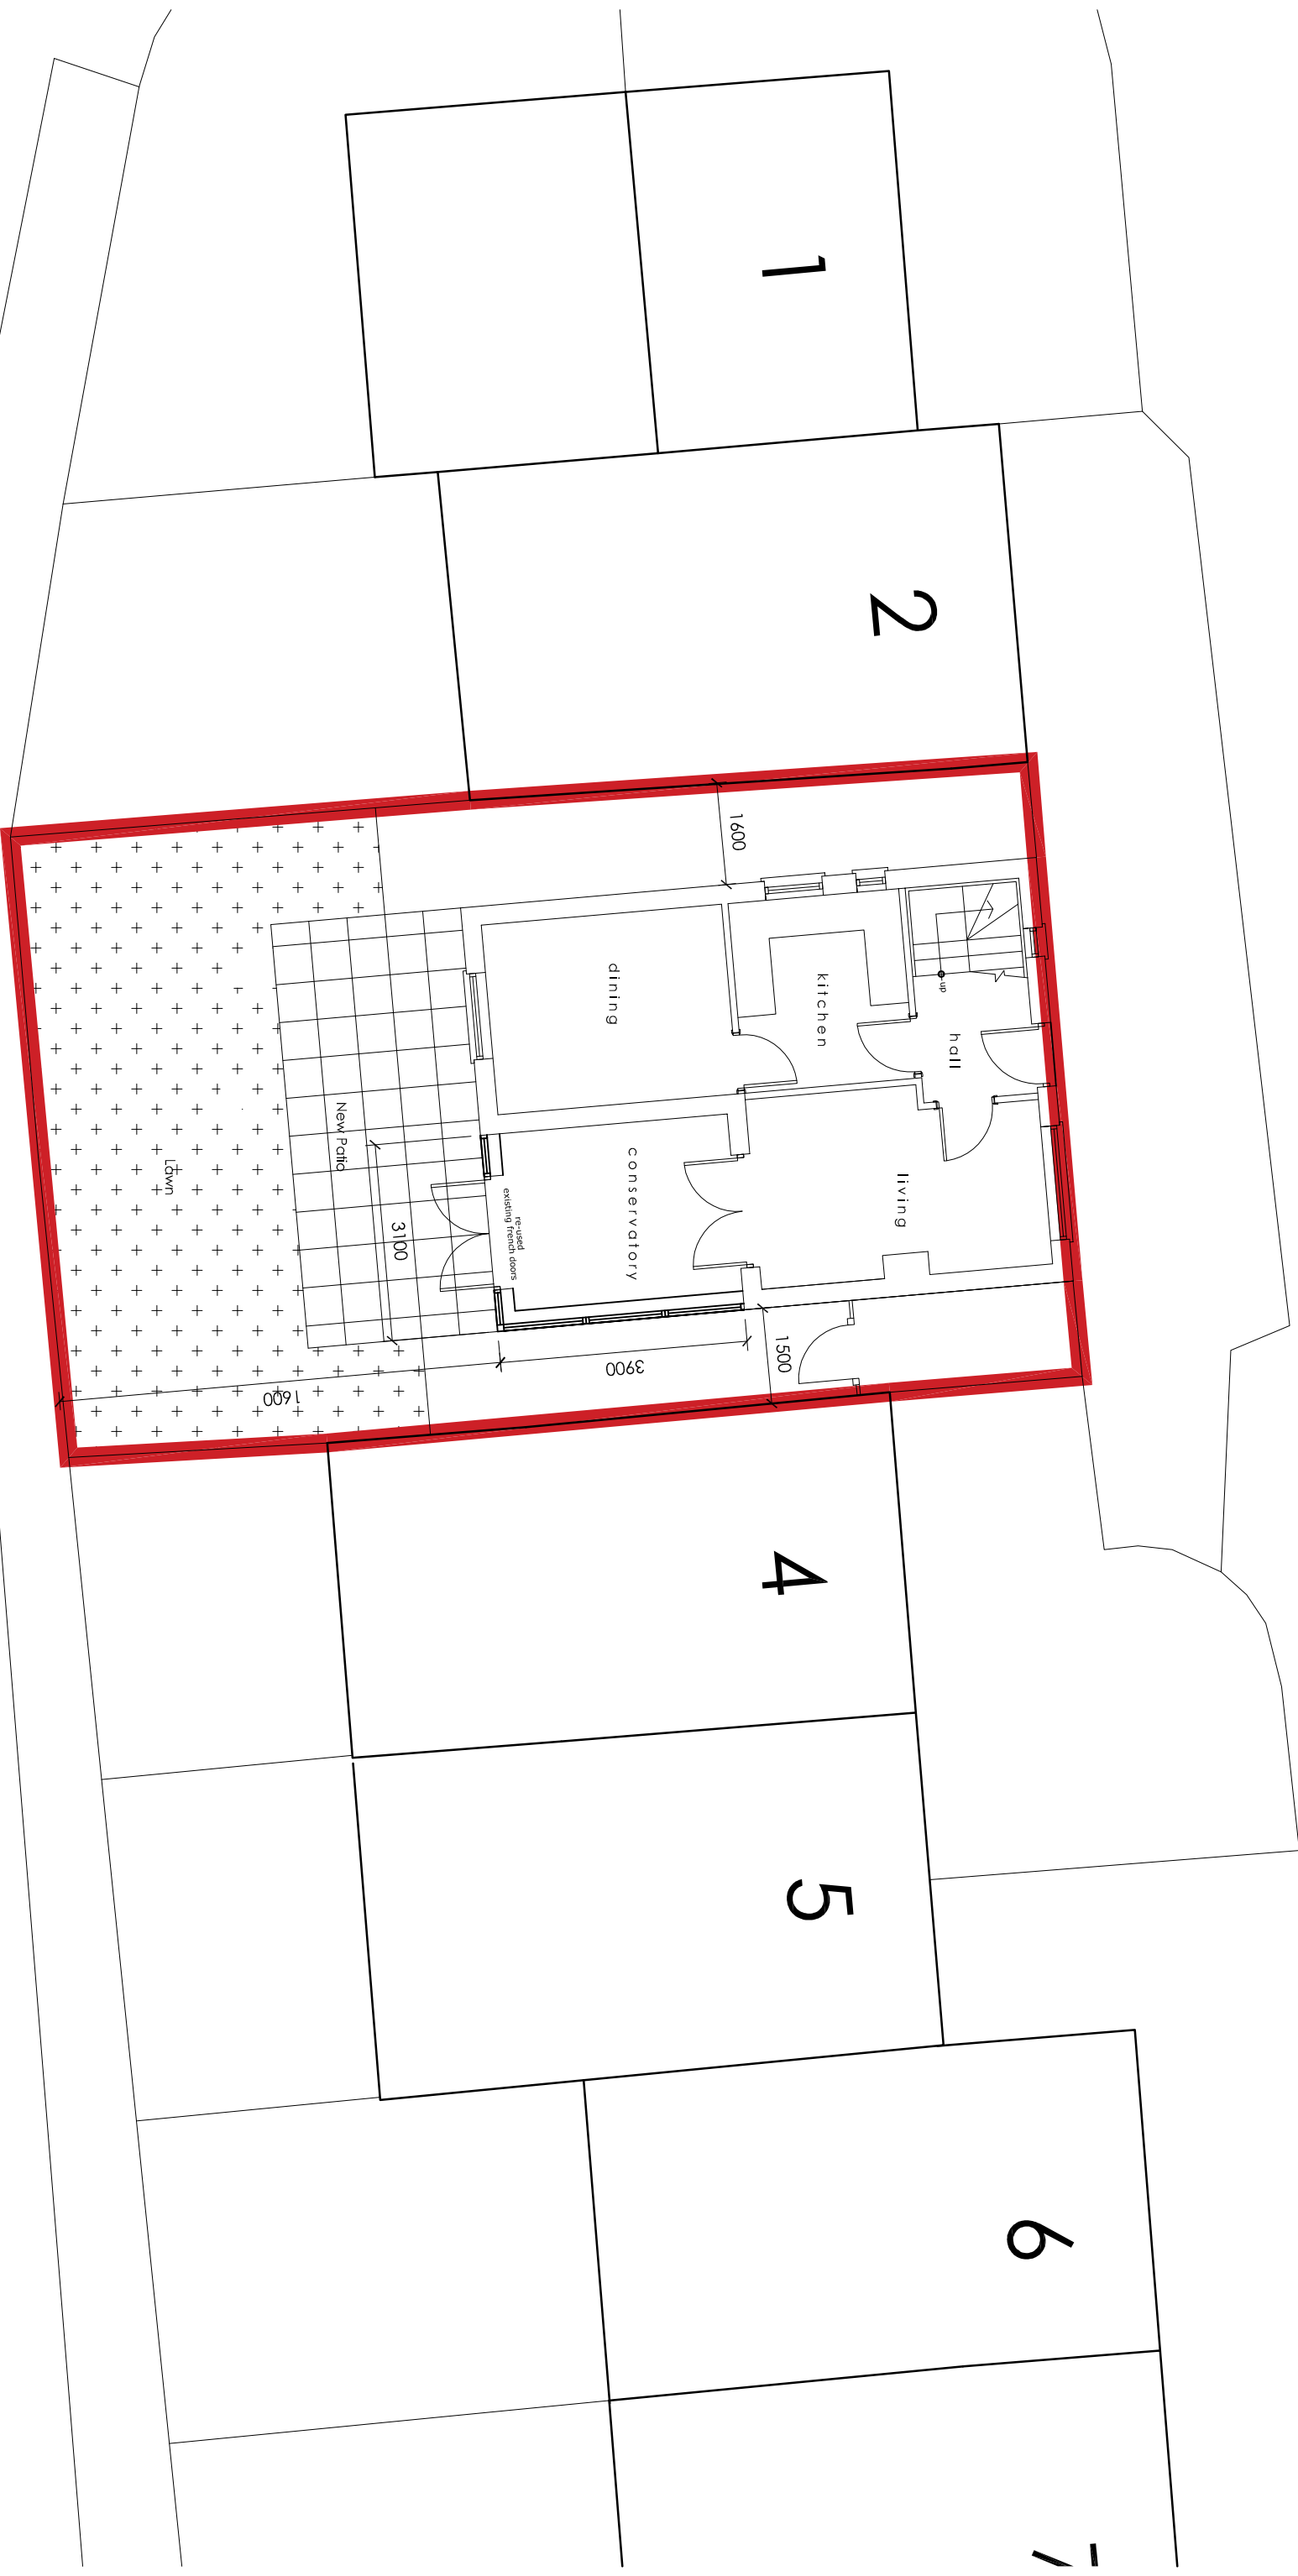 1
2
1600
dining
kitchen
up
hall
New Patio
Lawn
conservatory
living
re-used
existing french doors
3100
3900
1500
1600
4
5
6
7